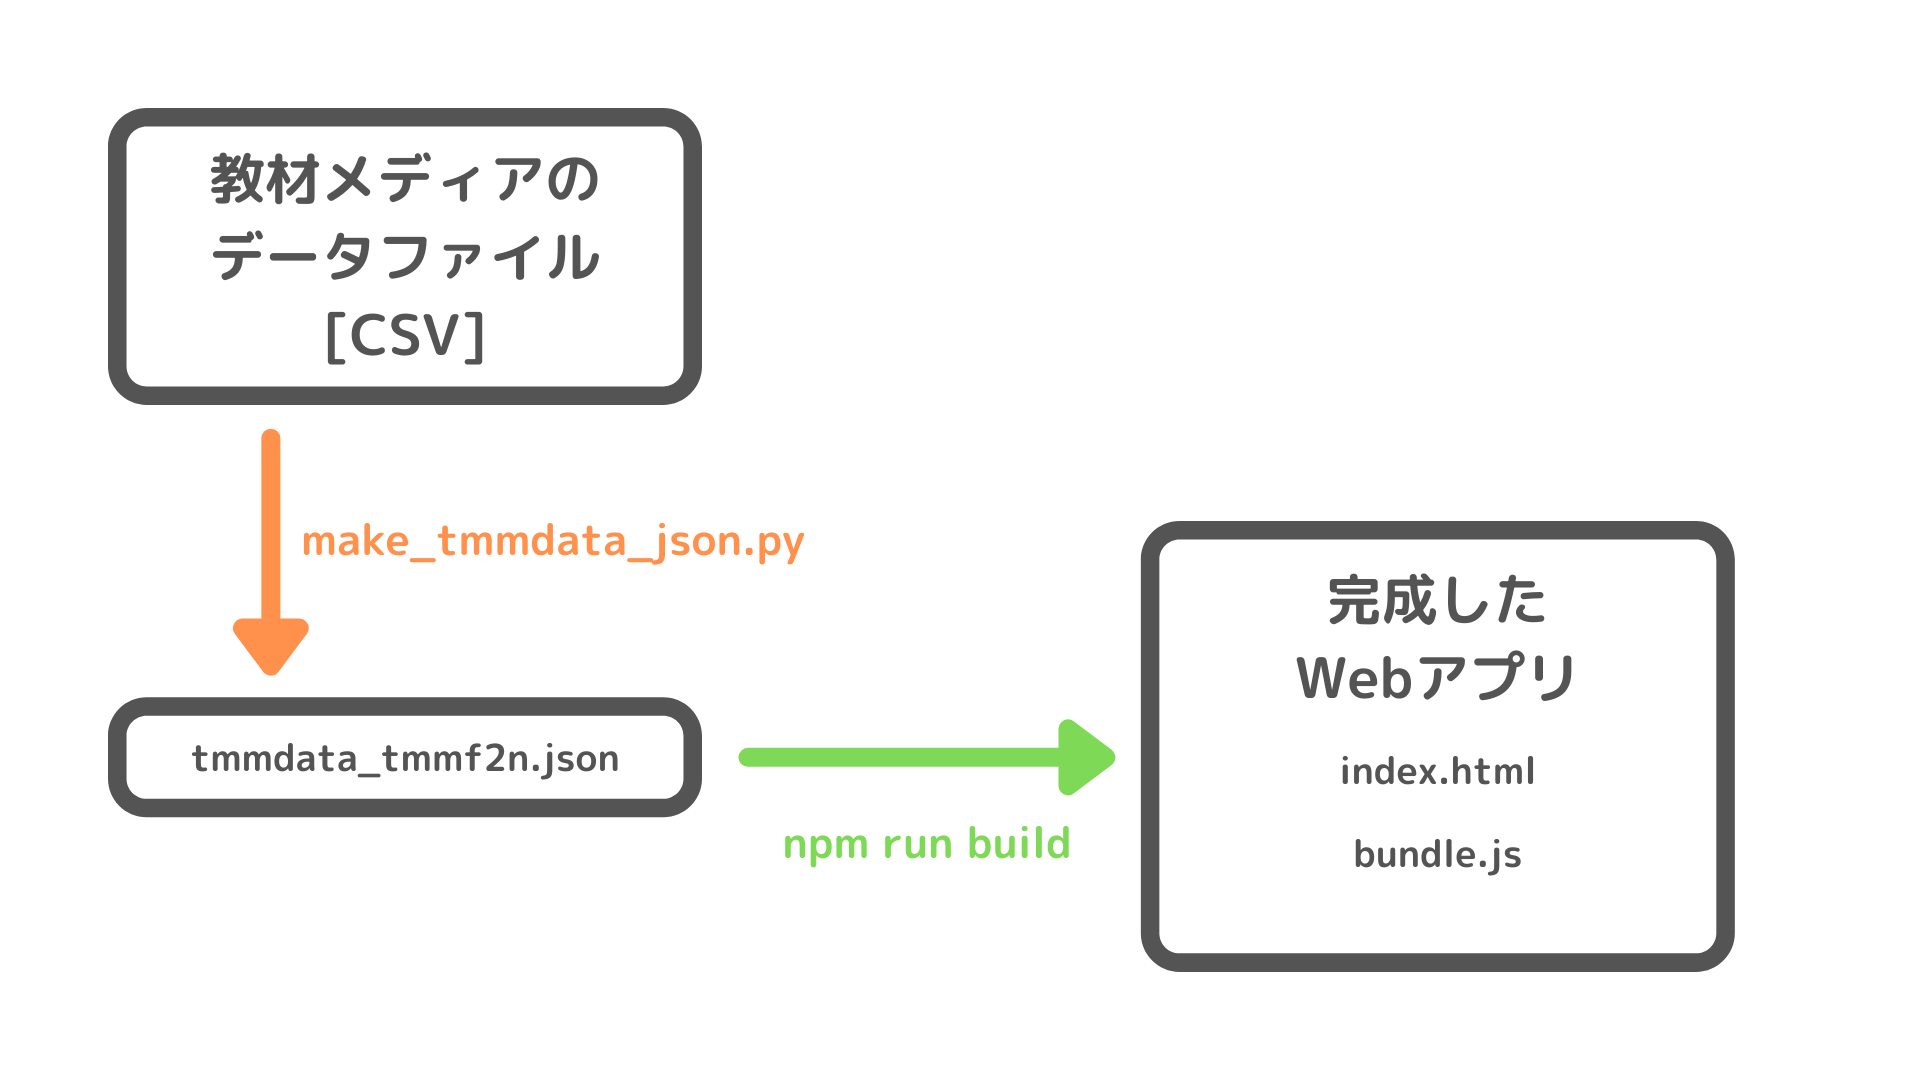 教材メディアの
データファイル
[CSV]
make_tmmdata_json.py
tmmdata_tmmf2n.json
npm run build
完成した
Webアプリ
index.html
bundle.js